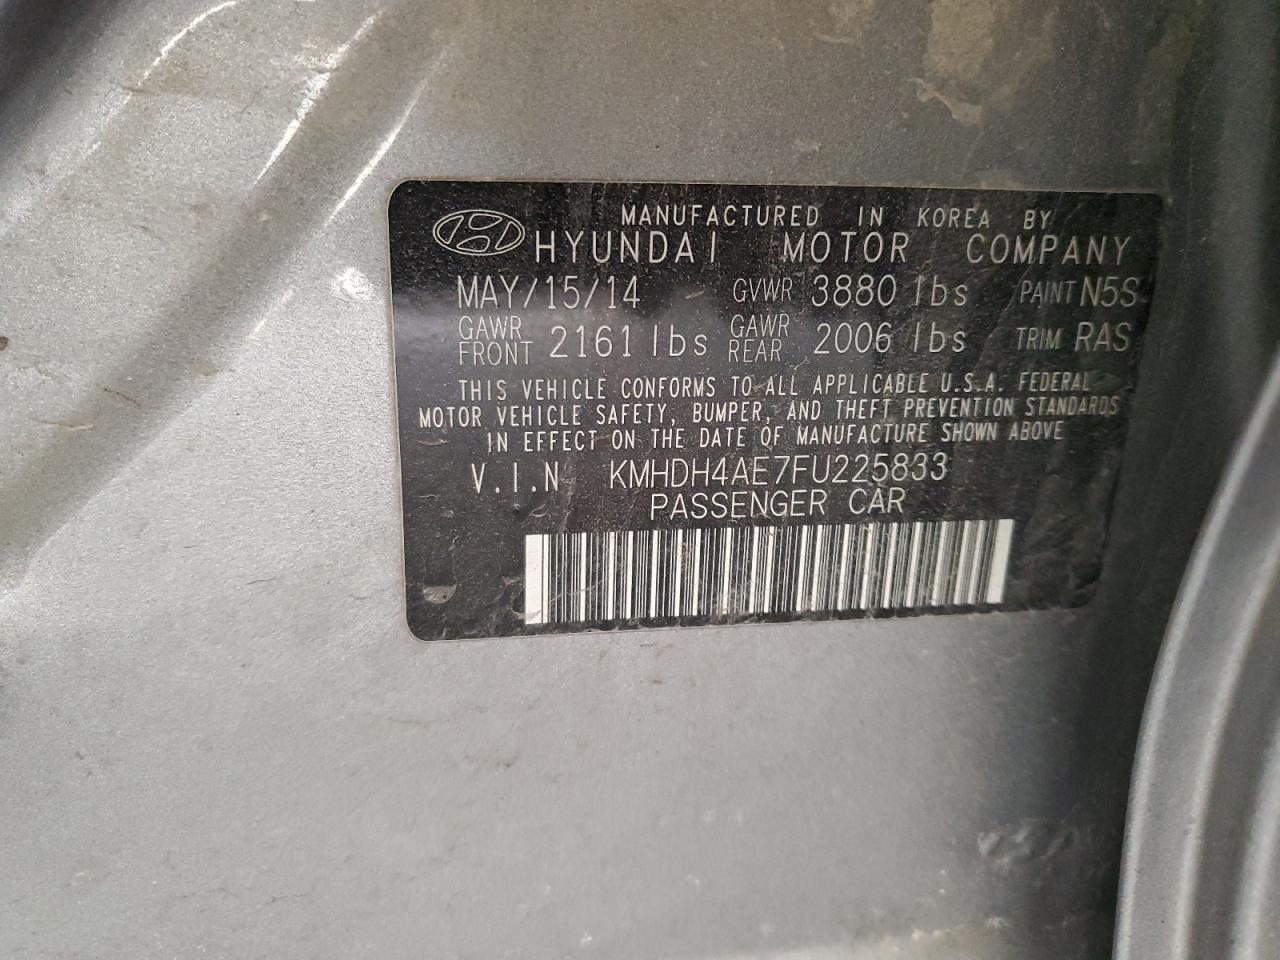 MANUFACTURED IN KOREA BY
HYUNDAI MOTOR COMPANY
MAY/15/14 GVWR 3880 lbs PAINT N5S
GAWR FRONT 2161 lbs GAWR REAR 2006 lbs TRIM RAS
THIS VEHICLE CONFORMS TO ALL APPLICABLE U.S.A. FEDERAL
MOTOR VEHICLE SAFETY, BUMPER, AND THEFT PREVENTION STANDARDS
IN EFFECT ON THE DATE OF MANUFACTURE SHOWN ABOVE
V.I.N KMHDH4AE7FU225833
PASSENGER CAR